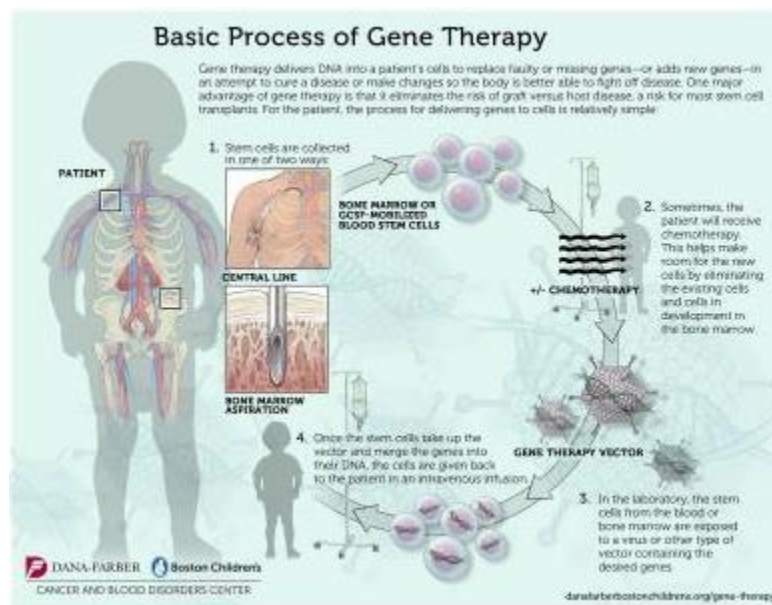 Basic Process of Gene Therapy
Gene therapy delivers DNA into a patient's cells to replace faulty or missing genes—or adds new genes—in
an attempt to cure a disease or make changes so the body is better able to fight off disease. One major
advantage of gene therapy is that it eliminates the risk of graft versus host disease, a risk for most stem cell
transplants. For the patient, the process for delivering genes to cells is relatively simple:
PATIENT
1. Stem cells are collected
in one of two ways:
CENTRAL LINE
BONE MARROW
ASPIRATION
BONE MARROW OR
GCSF-MOBILIZED
BLOOD STEM CELLS
2. Sometimes, the
patient will receive
chemotherapy.
This helps make
room for the new
cells by eliminating
the existing cells
and cells in
development in
the bone marrow
+/- CHEMOTHERAPY
GENE THERAPY VECTOR
3. In the laboratory, the stem
cells from the blood or
bone marrow are exposed
to a virus or other type of
vector containing the
desired genes.
4. Once the stem cells take up the
vector and merge the genes into
their DNA, the cells are given back
to the patient in an intravenous infusion.
DANA-FARBER Boston Children's
CANCER AND BLOOD DISORDERS CENTER
danafarberbostonchildrens.org/gene-therapy